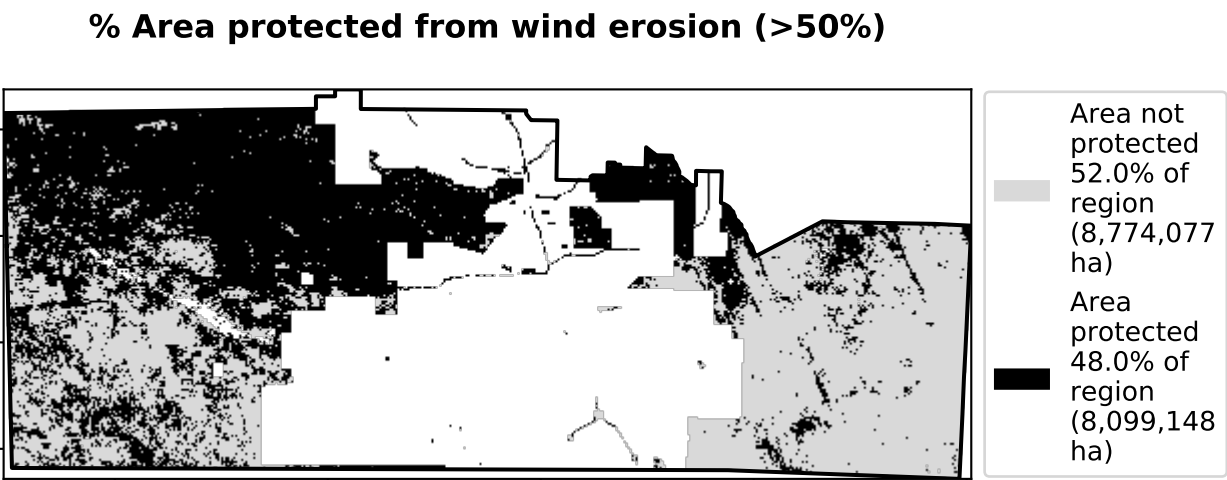 % Area protected from wind erosion (>50%)
Area not
protected
52.0% of
region
(8,774,077
ha)
Area
protected
48.0% of
region
(8,099,148
ha)